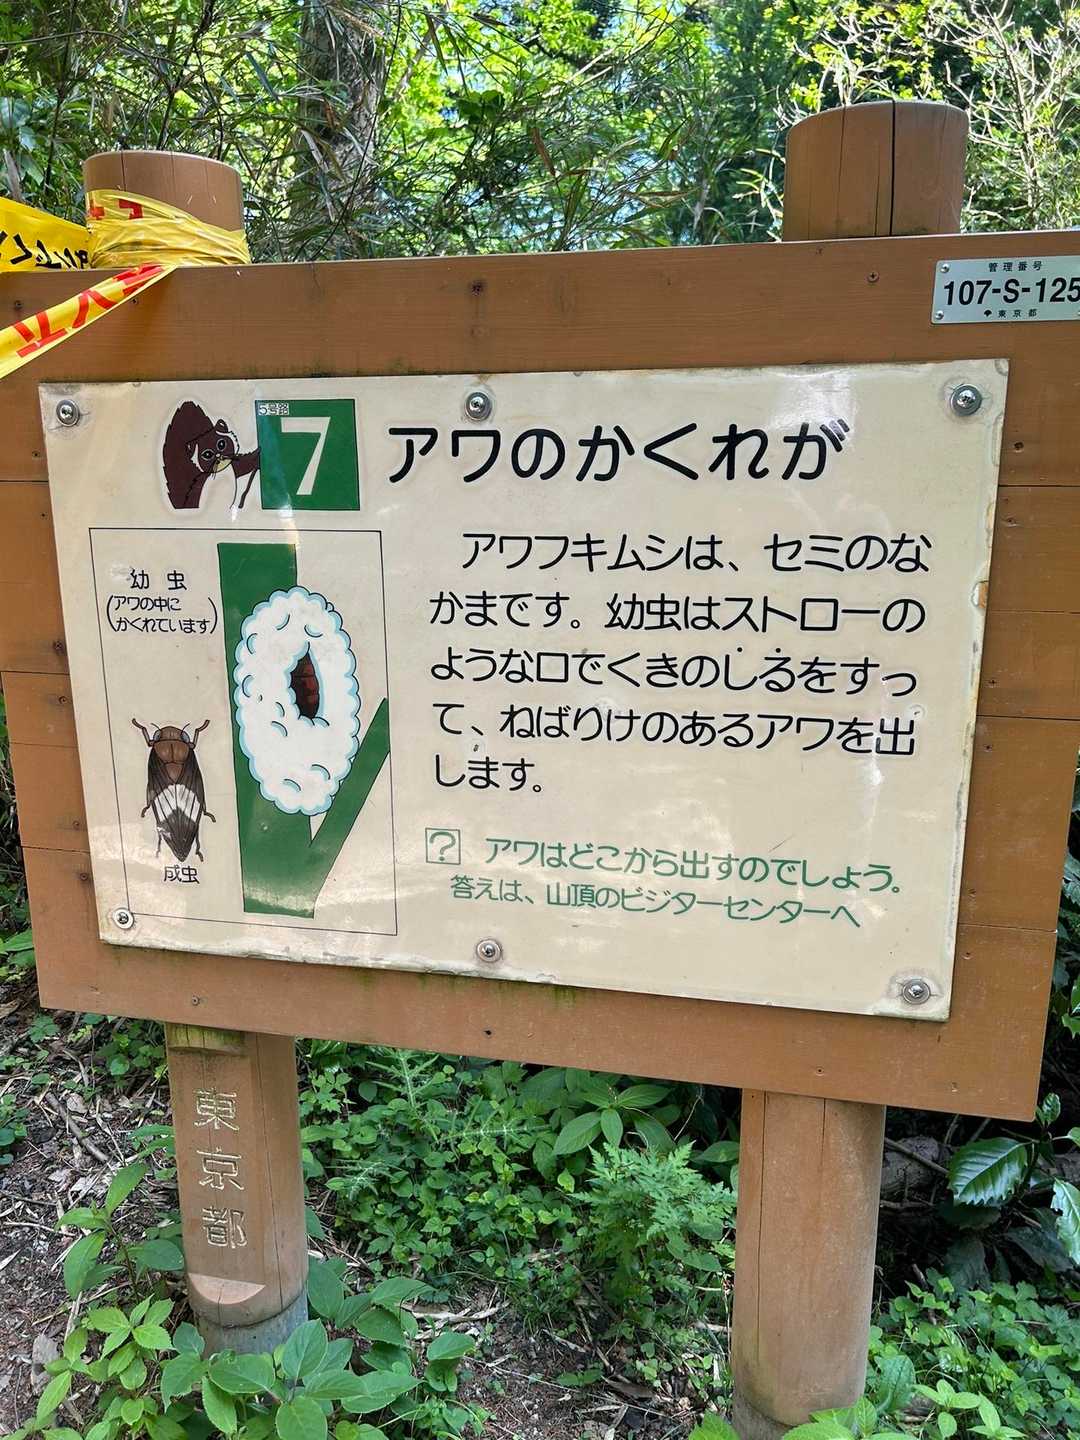 管理番号
107-S-125
東京都
5号路
7
アワのかくれが
幼虫
(アワの中に
かくれています)
成虫
アワフキムシは、セミのな
かまです。幼虫はストローの
ような口でくきのしるをすっ
て、ねばりけのあるアワを出
します。
? アワはどこから出すのでしょう。
答えは、山頂のビジターセンターへ
東京都